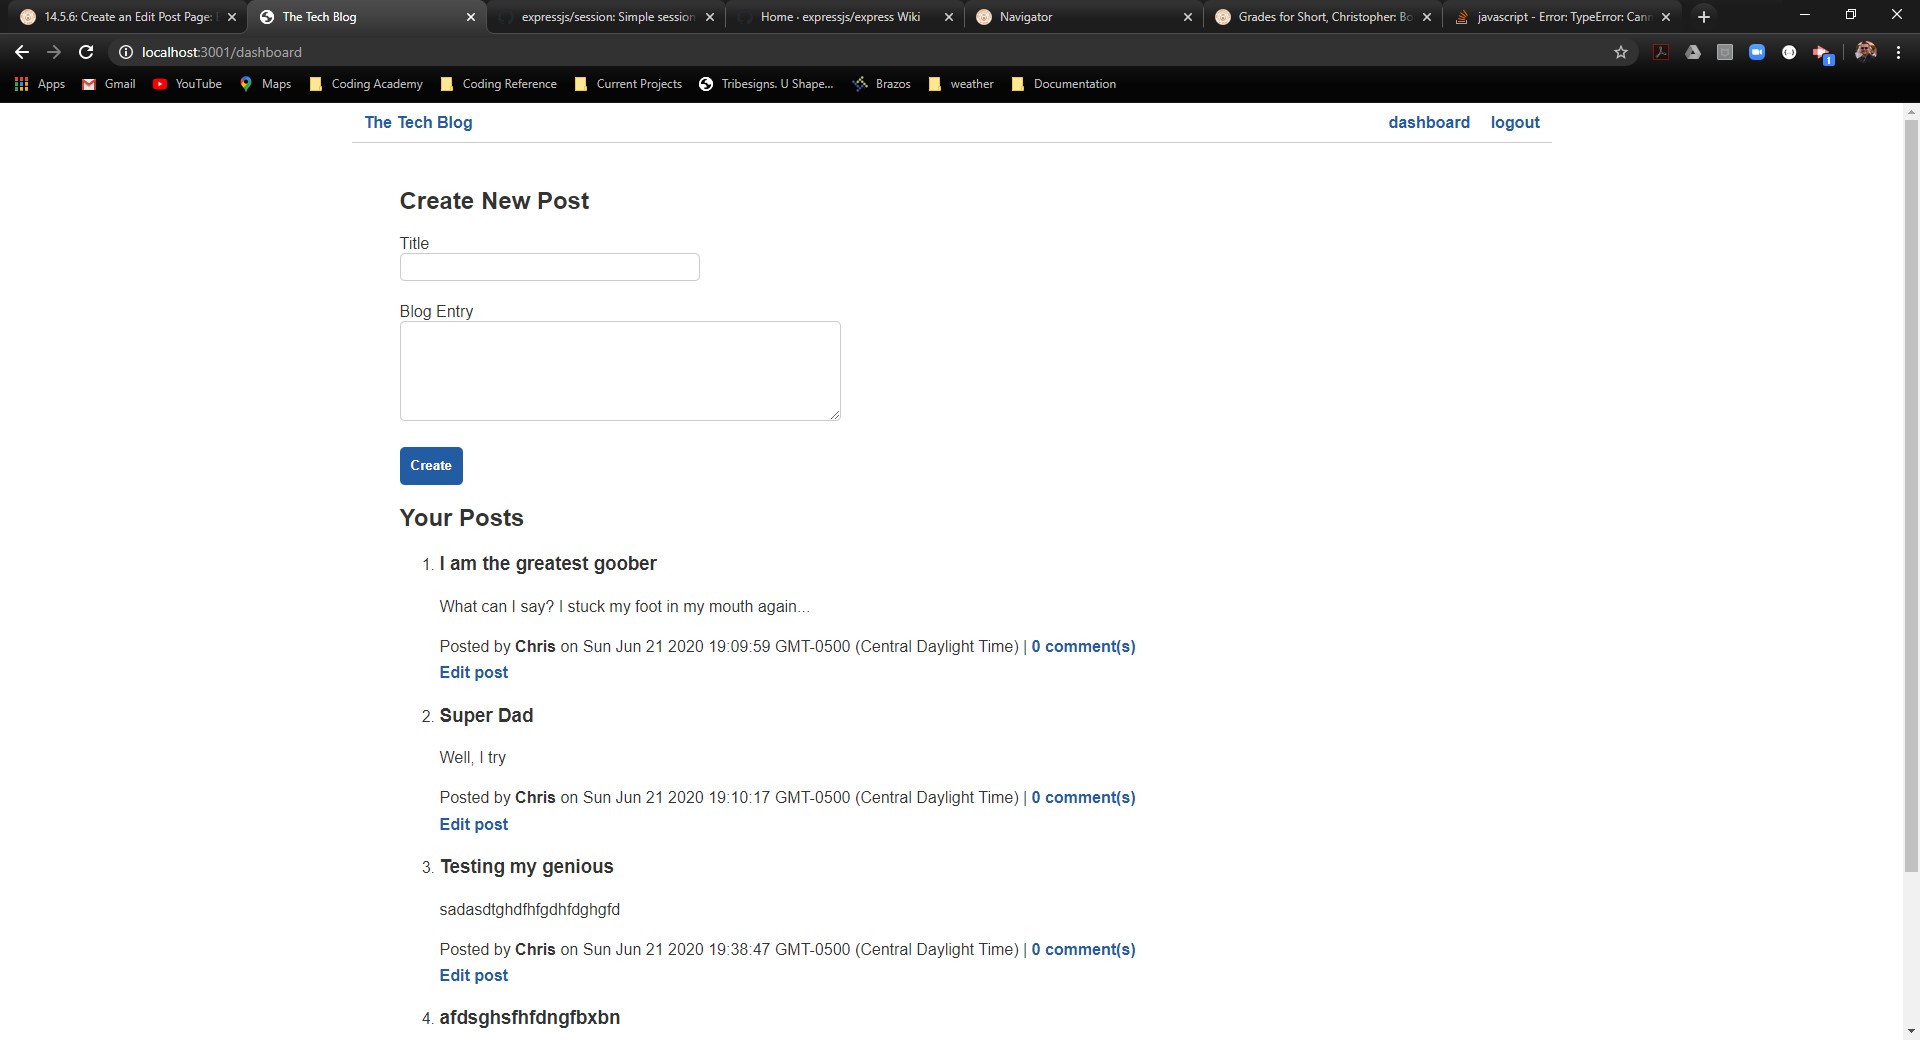 14.5.6: Create an Edit Post Page:
The Tech Blog
expressjs/session: Simple session
Home · expressjs/express Wiki
Navigator
Grades for Short, Christopher: Bo
javascript - Error: TypeError: Cann
localhost:3001/dashboard
1
Apps
Gmail
YouTube
Maps
Coding Academy
Coding Reference
Current Projects
Tribesigns. U Shape...
Brazos
weather
Documentation
The Tech Blog
dashboard
logout
Create New Post
Title
Blog Entry
Create
Your Posts
1. I am the greatest goober
What can I say? I stuck my foot in my mouth again...
Posted by Chris on Sun Jun 21 2020 19:09:59 GMT-0500 (Central Daylight Time) | 0 comment(s)
Edit post
2. Super Dad
Well, I try
Posted by Chris on Sun Jun 21 2020 19:10:17 GMT-0500 (Central Daylight Time) | 0 comment(s)
Edit post
3. Testing my genious
sadasdtghdfhfgdhfdghgfd
Posted by Chris on Sun Jun 21 2020 19:38:47 GMT-0500 (Central Daylight Time) | 0 comment(s)
Edit post
4. afdsghsfhfdngfbxbn